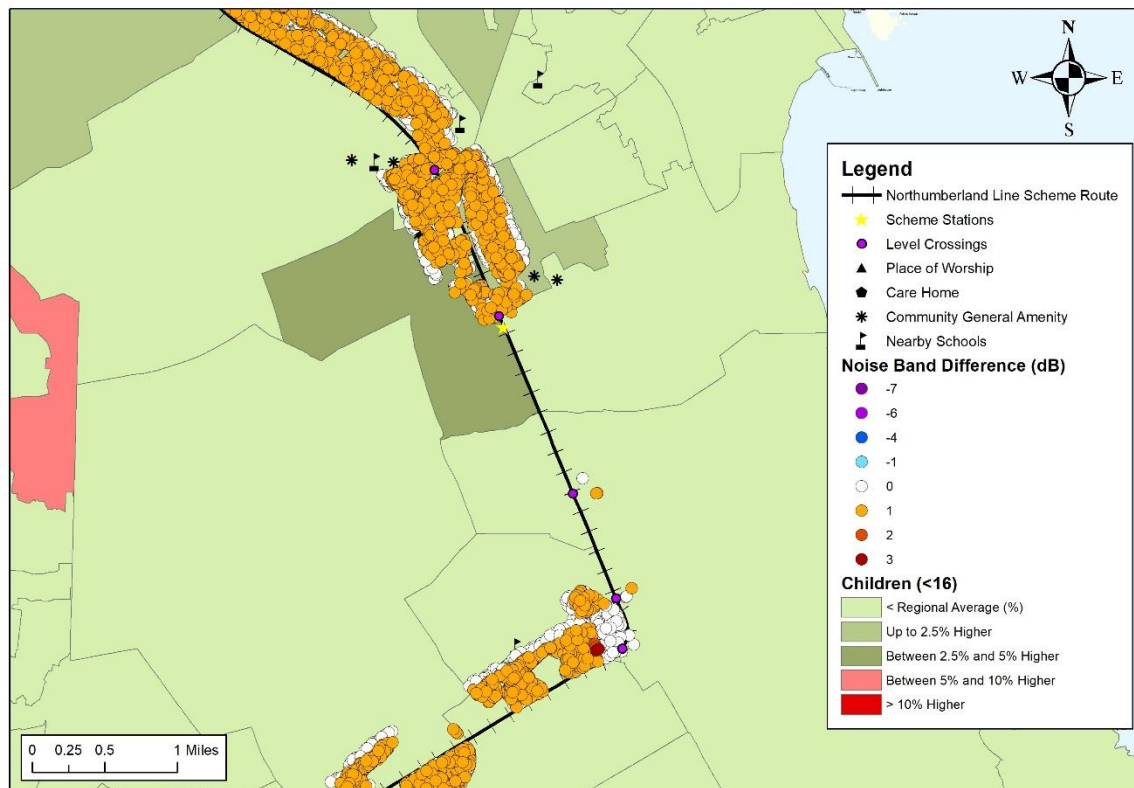 N
W
E
S
Legend
Northumberland Line Scheme Route
Scheme Stations
Level Crossings
Place of Worship
Care Home
Community General Amenity
Nearby Schools
Noise Band Difference (dB)
-7
-6
-4
-1
0
1
2
3
Children (<16)
< Regional Average (%)
Up to 2.5% Higher
Between 2.5% and 5% Higher
Between 5% and 10% Higher
> 10% Higher
0 0.25 0.5 1 Miles